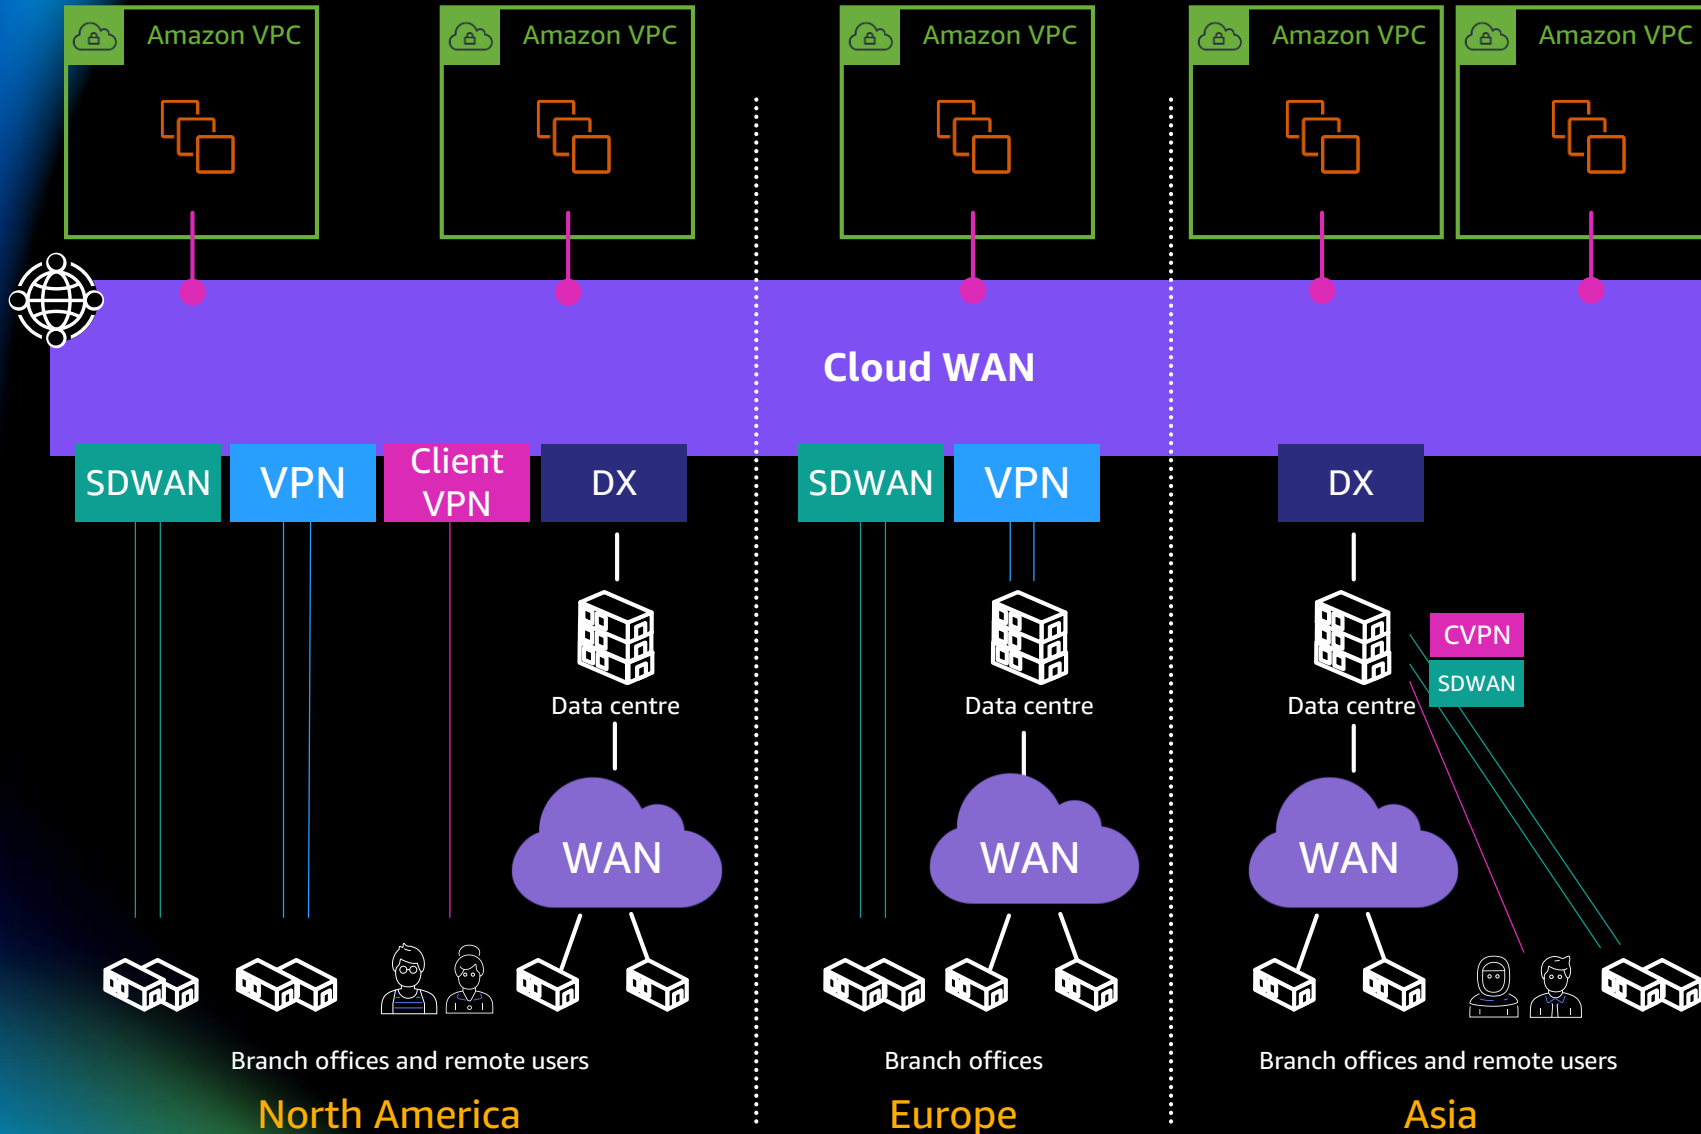 Amazon VPC
Amazon VPC
Amazon VPC
Amazon VPC
Amazon VPC
Cloud WAN
SDWAN
VPN
Client
VPN
DX
SDWAN
VPN
DX
CVPN
SDWAN
Data centre
Data centre
Data centre
WAN
WAN
WAN
Branch offices and remote users
Branch offices
Branch offices and remote users
North America
Europe
Asia